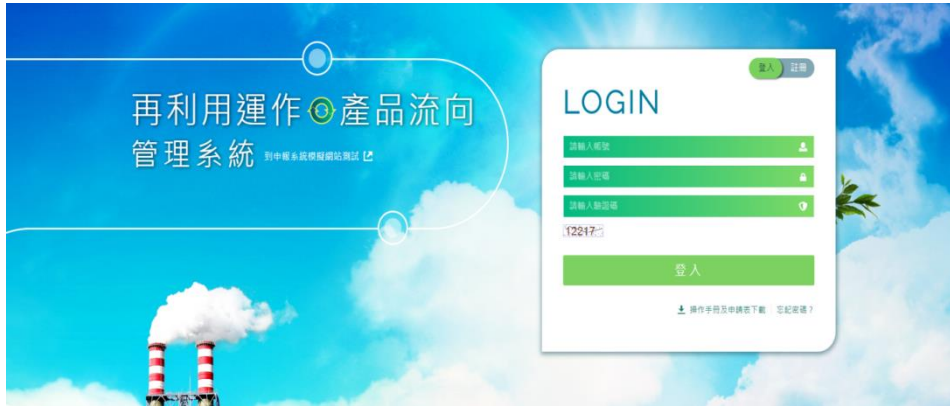 再利用運作產品流向
管理系統 到申報系統模擬網站測試
登入 註冊
LOGIN
請輸入帳號
請輸入密碼
請輸入驗證碼
12217
登入
操作手冊及申請表下載 忘記密碼?